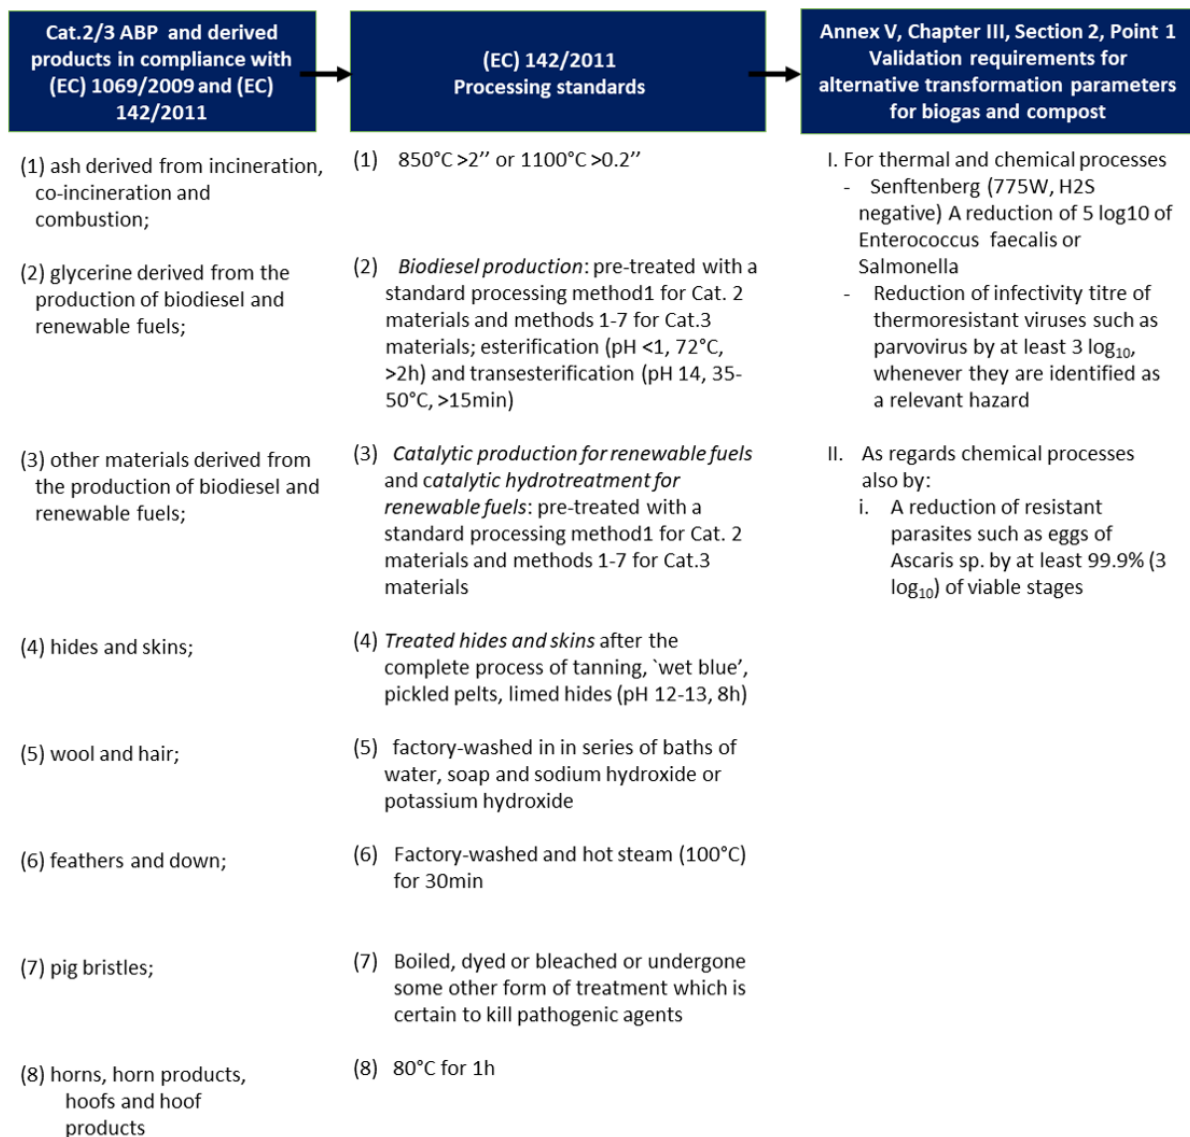 Cat.2/3 ABP and derived
products in compliance with
(EC) 1069/2009 and (EC)
142/2011
(EC) 142/2011
Processing standards
Annex V, Chapter III, Section 2, Point 1
Validation requirements for
alternative transformation parameters
for biogas and compost
(1) ash derived from incineration,
co-incineration and
combustion;
(2) glycerine derived from the
production of biodiesel and
renewable fuels;
(3) other materials derived from
the production of biodiesel and
renewable fuels;
(4) hides and skins;
(5) wool and hair;
(6) feathers and down;
(7) pig bristles;
(8) horns, horn products,
hoofs and hoof
products
(1) 850°C >2’’ or 1100°C >0.2’’
(2) Biodiesel production: pre-treated with a
standard processing method1 for Cat. 2
materials and methods 1-7 for Cat.3
materials; esterification (pH <1, 72°C,
>2h) and transesterification (pH 14, 35-
50°C, >15min)
(3) Catalytic production for renewable fuels
and catalytic hydrotreatment for
renewable fuels: pre-treated with a
standard processing method1 for Cat. 2
materials and methods 1-7 for Cat.3
materials
(4) Treated hides and skins after the
complete process of tanning, `wet blue’,
pickled pelts, limed hides (pH 12-13, 8h)
(5) factory-washed in in series of baths of
water, soap and sodium hydroxide or
potassium hydroxide
(6) Factory-washed and hot steam (100°C)
for 30min
(7) Boiled, dyed or bleached or undergone
some other form of treatment which is
certain to kill pathogenic agents
(8) 80°C for 1h
I. For thermal and chemical processes
- Senftenberg (775W, H2S
negative) A reduction of 5 log10 of
Enterococcus faecalis or
Salmonella
- Reduction of infectivity titre of
thermoresistant viruses such as
parvovirus by at least 3 log₁₀,
whenever they are identified as
a relevant hazard
II. As regards chemical processes
also by:
i. A reduction of resistant
parasites such as eggs of
Ascaris sp. by at least 99.9% (3
log₁₀) of viable stages